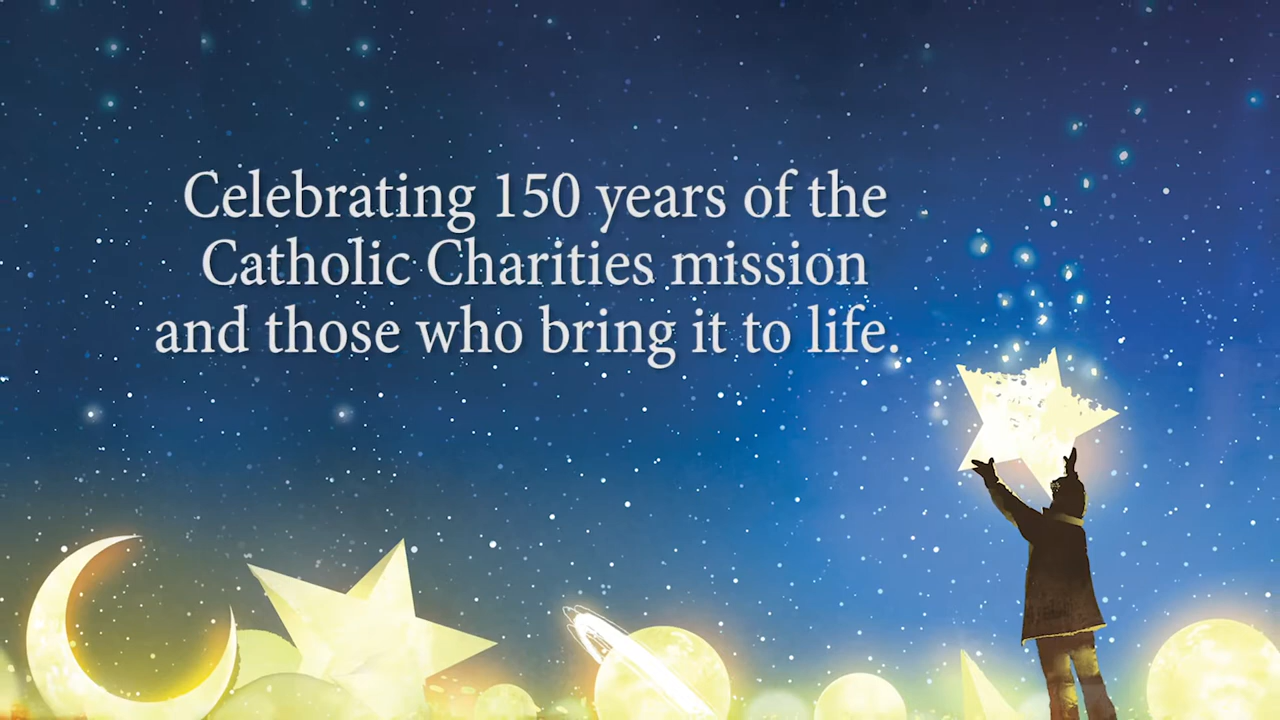 Celebrating 150 years of the
Catholic Charities mission
and those who bring it to life.